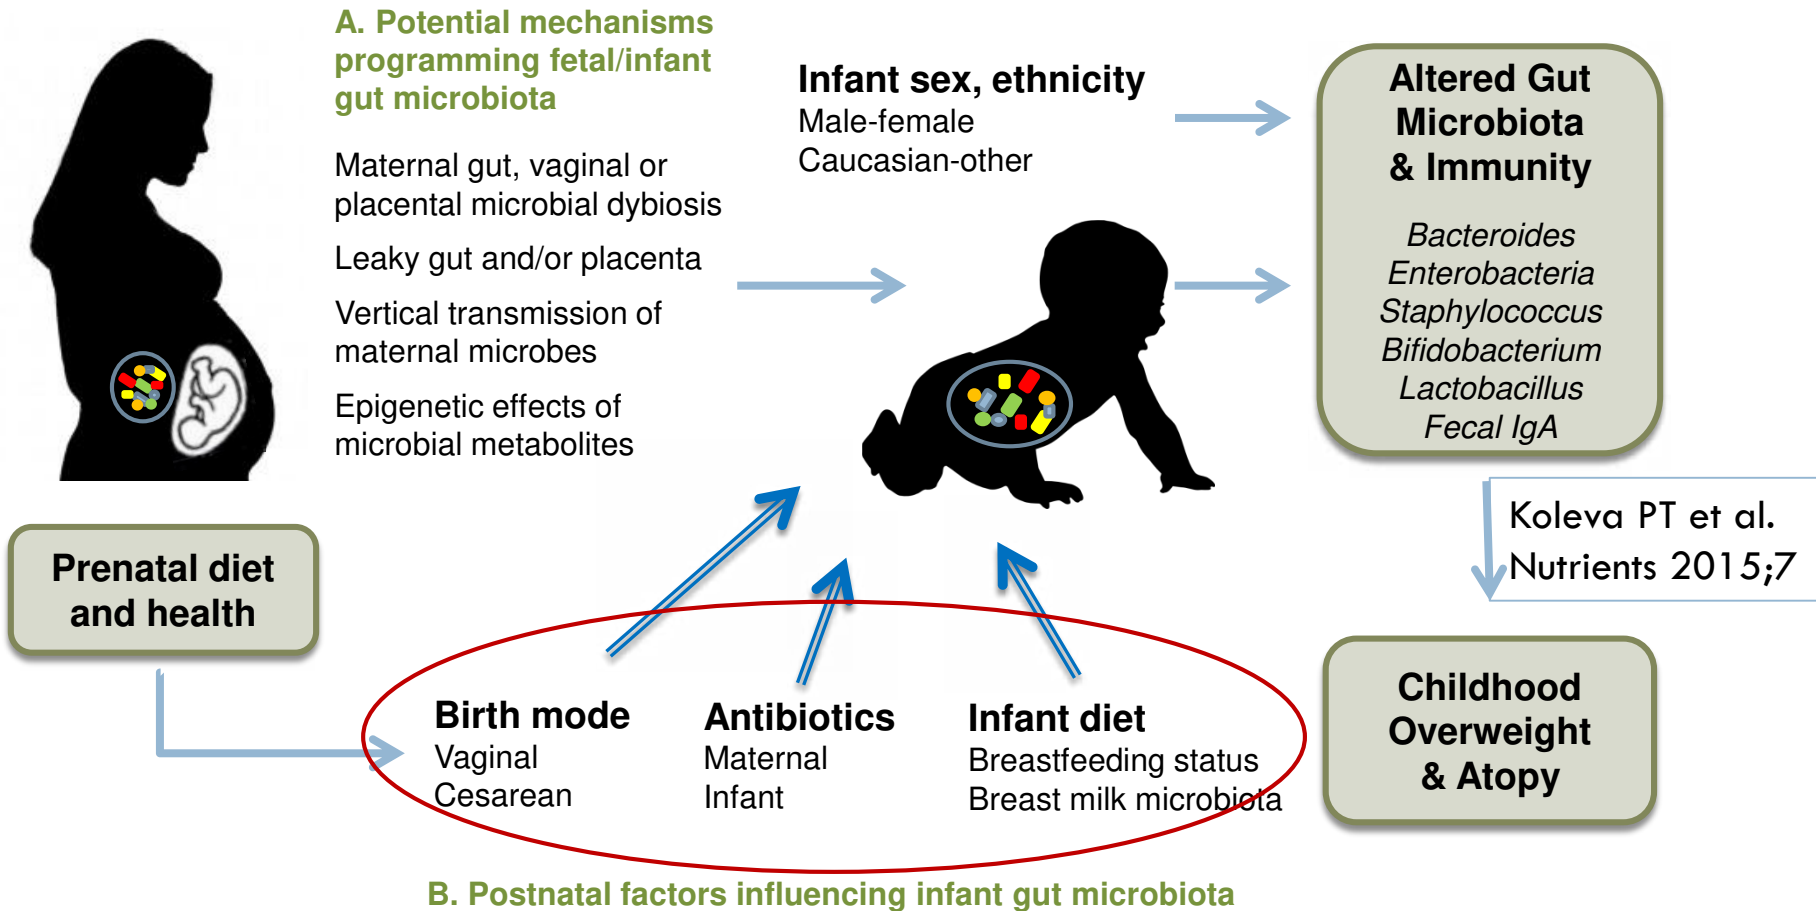 A. Potential mechanisms
programming fetal/infant
gut microbiota
Maternal gut, vaginal or
placental microbial dybiosis
Leaky gut and/or placenta
Vertical transmission of
maternal microbes
Epigenetic effects of
microbial metabolites
Infant sex, ethnicity
Male-female
Caucasian-other
Altered Gut
Microbiota
& Immunity
Bacteroides
Enterobacteria
Staphylococcus
Bifidobacterium
Lactobacillus
Fecal IgA
Koleva PT et al.
Nutrients 2015;7
Prenatal diet
and health
Birth mode
Vaginal
Cesarean
Antibiotics
Maternal
Infant
Infant diet
Breastfeeding status
Breast milk microbiota
Childhood
Overweight
& Atopy
B. Postnatal factors influencing infant gut microbiota